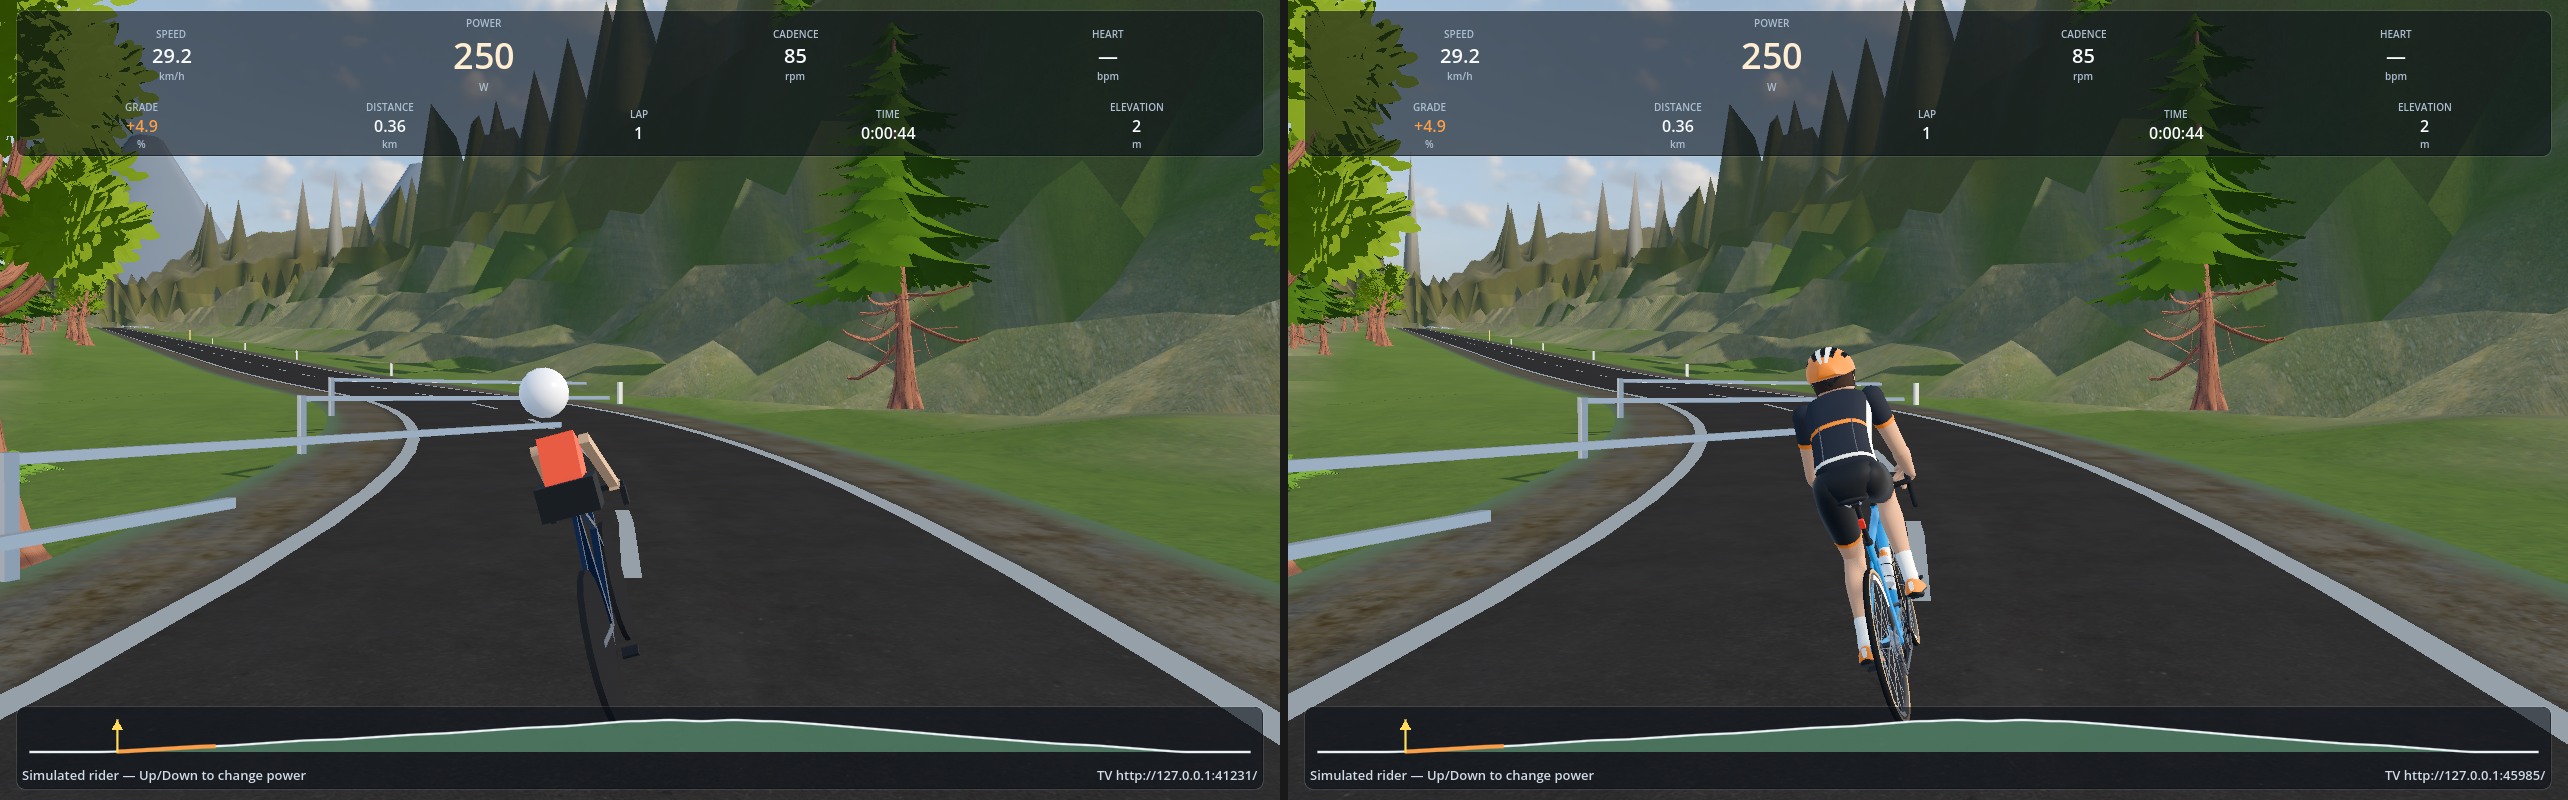 POWER
SPEED
CADENCE
HEART
29.2
250
85
—
km/h
rpm
bpm
W
GRADE
DISTANCE
LAP
TIME
ELEVATION
+4.9
0.36
1
0:00:44
2
%
km
m
Simulated rider — Up/Down to change power
TV http://127.0.0.1:41231/
POWER
SPEED
CADENCE
HEART
29.2
250
85
—
km/h
rpm
bpm
W
GRADE
DISTANCE
LAP
TIME
ELEVATION
+4.9
0.36
1
0:00:44
2
%
km
m
Simulated rider — Up/Down to change power
TV http://127.0.0.1:45985/